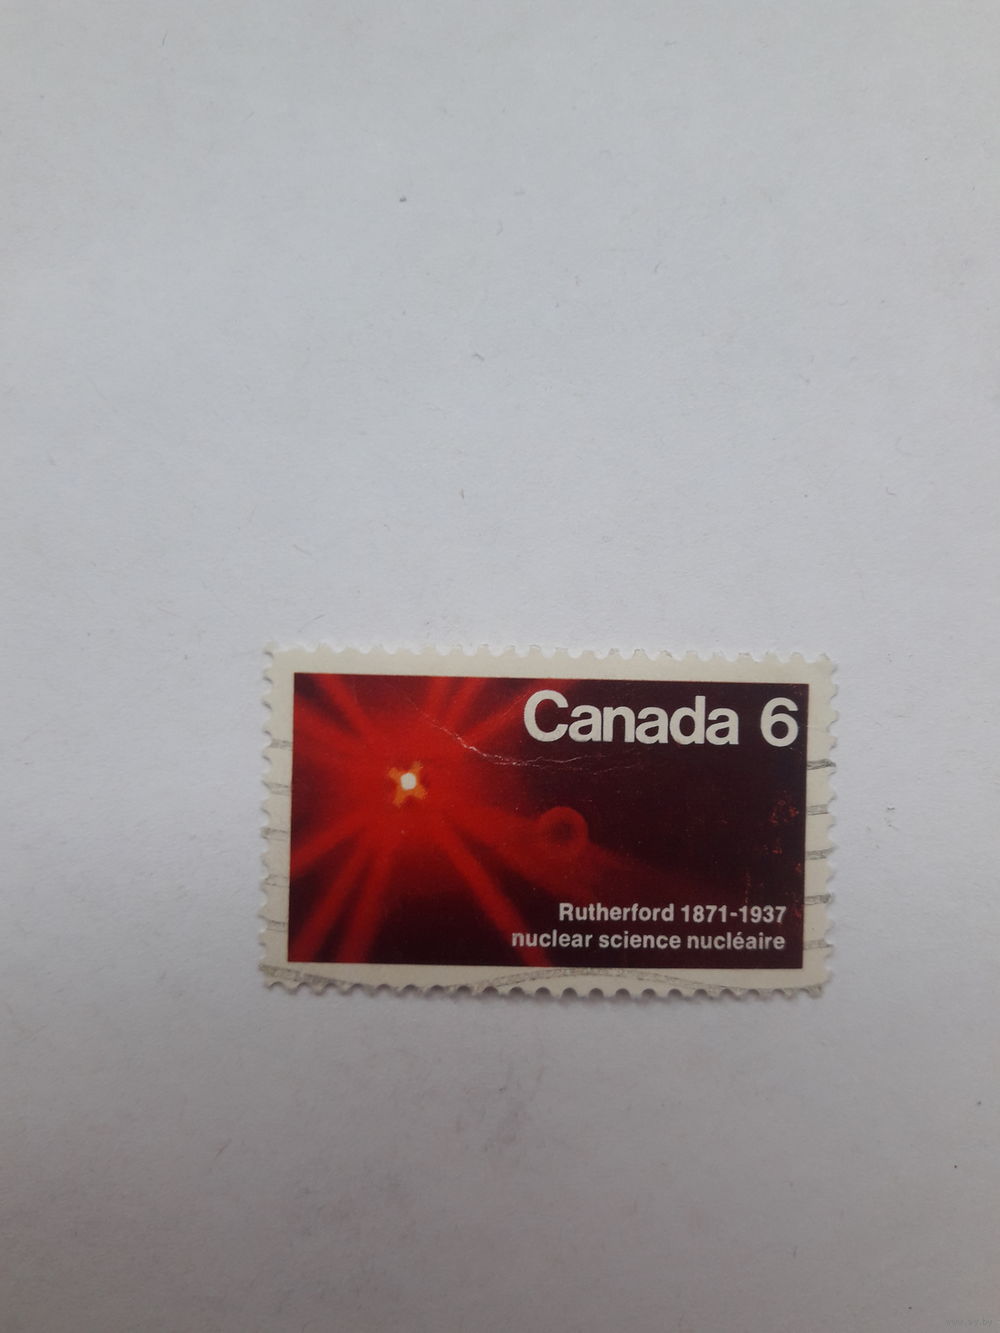 Canada 6
Rutherford 1871-1937
nuclear science nucléaire